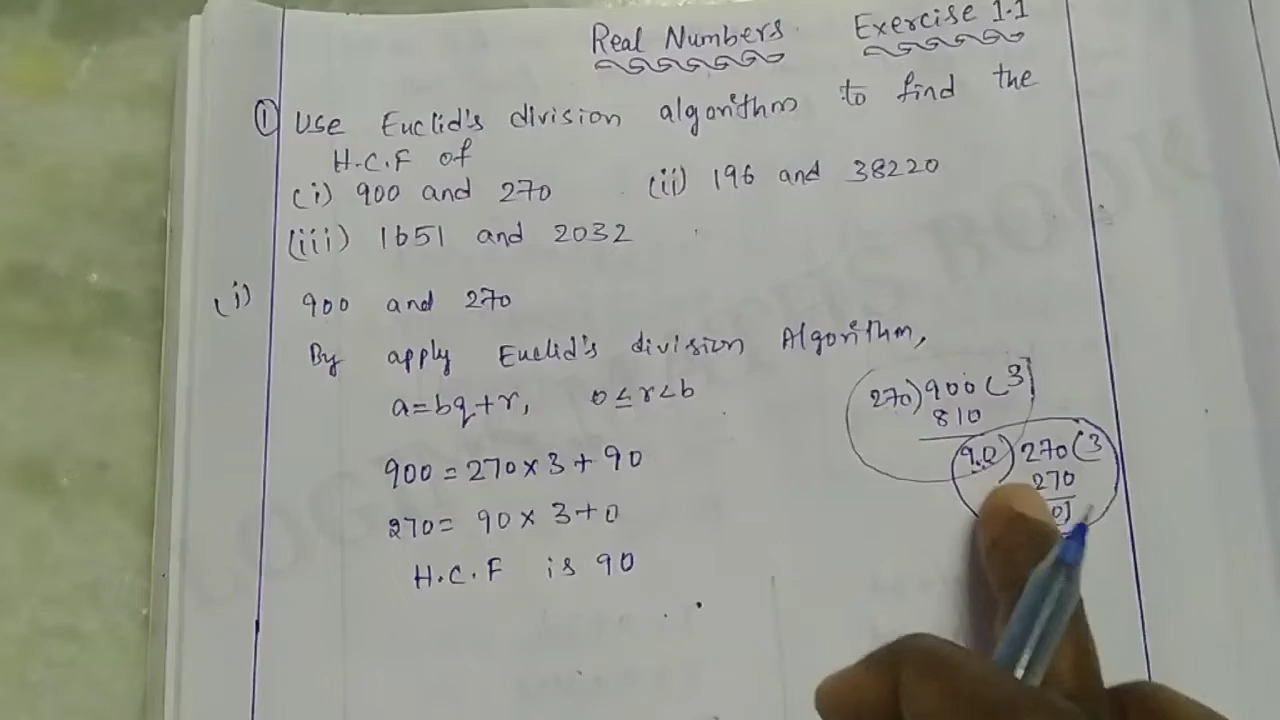 Real Numbers Exercise 1.1
① Use Euclid's division algorithm to find the
H.C.F of
(i) 900 and 270 (ii) 196 and 38220
(iii) 1651 and 2032
(i) 900 and 270
By apply Euclid's division Algorithm,
a=bq+r, 0≤r<b
900=270×3+90
270= 90×3+0
H.C.F is 90
270)900(3
810
90)270(3
270
0